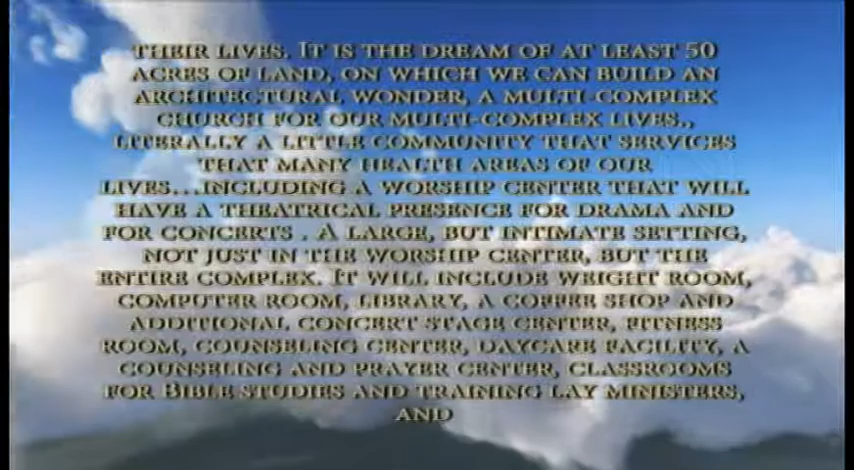 THEIR LIVES. IT IS THE DREAM OF AT LEAST 50
ACRES OF LAND, ON WHICH WE CAN BUILD AN
ARCHITECTURAL WONDER, A MULTI-COMPLEX
CHURCH FOR OUR MULTI-COMPLEX LIVES.,
LITERALLY A LITTLE COMMUNITY THAT SERVICES
THAT MANY HEALTH AREAS OF OUR
LIVES...INCLUDING A WORSHIP CENTER THAT WILL
HAVE A THEATRICAL PRESENCE FOR DRAMA AND
FOR CONCERTS . A LARGE, BUT INTIMATE SETTING,
NOT JUST IN THE WORSHIP CENTER, BUT THE
ENTIRE COMPLEX. IT WILL INCLUDE WEIGHT ROOM,
COMPUTER ROOM, LIBRARY, A COFFEE SHOP AND
ADDITIONAL CONCERT STAGE CENTER, FITNESS
ROOM, COUNSELING CENTER, DAYCARE FACILITY, A
COUNSELING AND PRAYER CENTER, CLASSROOMS
FOR BIBLE STUDIES AND TRAINING LAY MINISTERS,
AND